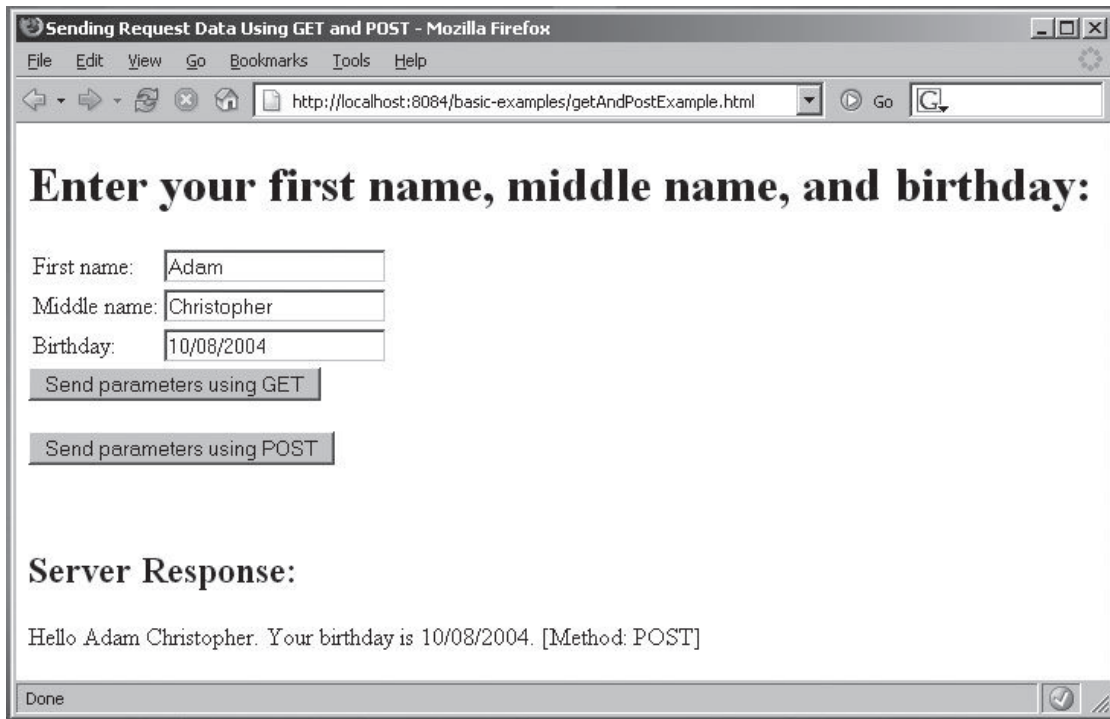 Sending Request Data Using GET and POST - Mozilla Firefox
File Edit View Go Bookmarks Tools Help
http://localhost:8084/basic-examples/getAndPostExample.html Go G
Enter your first name, middle name, and birthday:
First name: Adam
Middle name: Christopher
Birthday: 10/08/2004
Send parameters using GET
Send parameters using POST
Server Response:
Hello Adam Christopher. Your birthday is 10/08/2004. [Method: POST]
Done